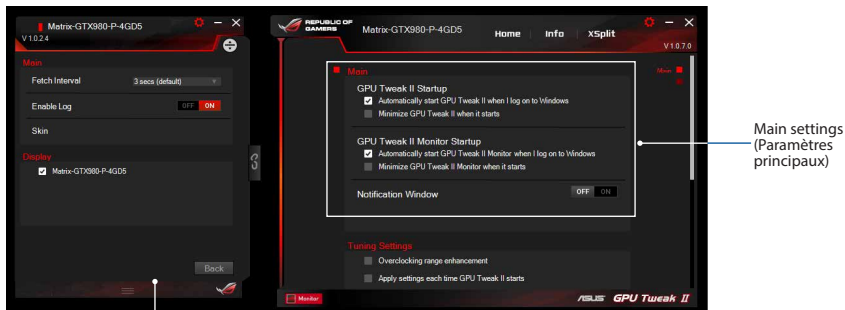 Matrix-GTX980-P-4GD5
V 1.0.2.4
Main
Fetch Interval
3 secs (default)
Enable Log
OFF ON
Skin
Display
Matrix-GTX980-P-4GD5
Back
REPUBLIC OF
GAMERS
Matrix-GTX980-P-4GD5
Home
Info
XSplit
V 1.0.7.0
Main
Main
GPU Tweak II Startup
Automatically start GPU Tweak II when I log on to Windows
Minimize GPU Tweak II when it starts
GPU Tweak II Monitor Startup
Automatically start GPU Tweak II Monitor when I log on to Windows
Minimize GPU Tweak II Monitor when it starts
Notification Window
OFF ON
Tuning Settings
Overclocking range enhancement
Apply settings each time GPU Tweak II starts
Monitor
ASUS GPU Tweak II
Main settings
(Paramètres
principaux)